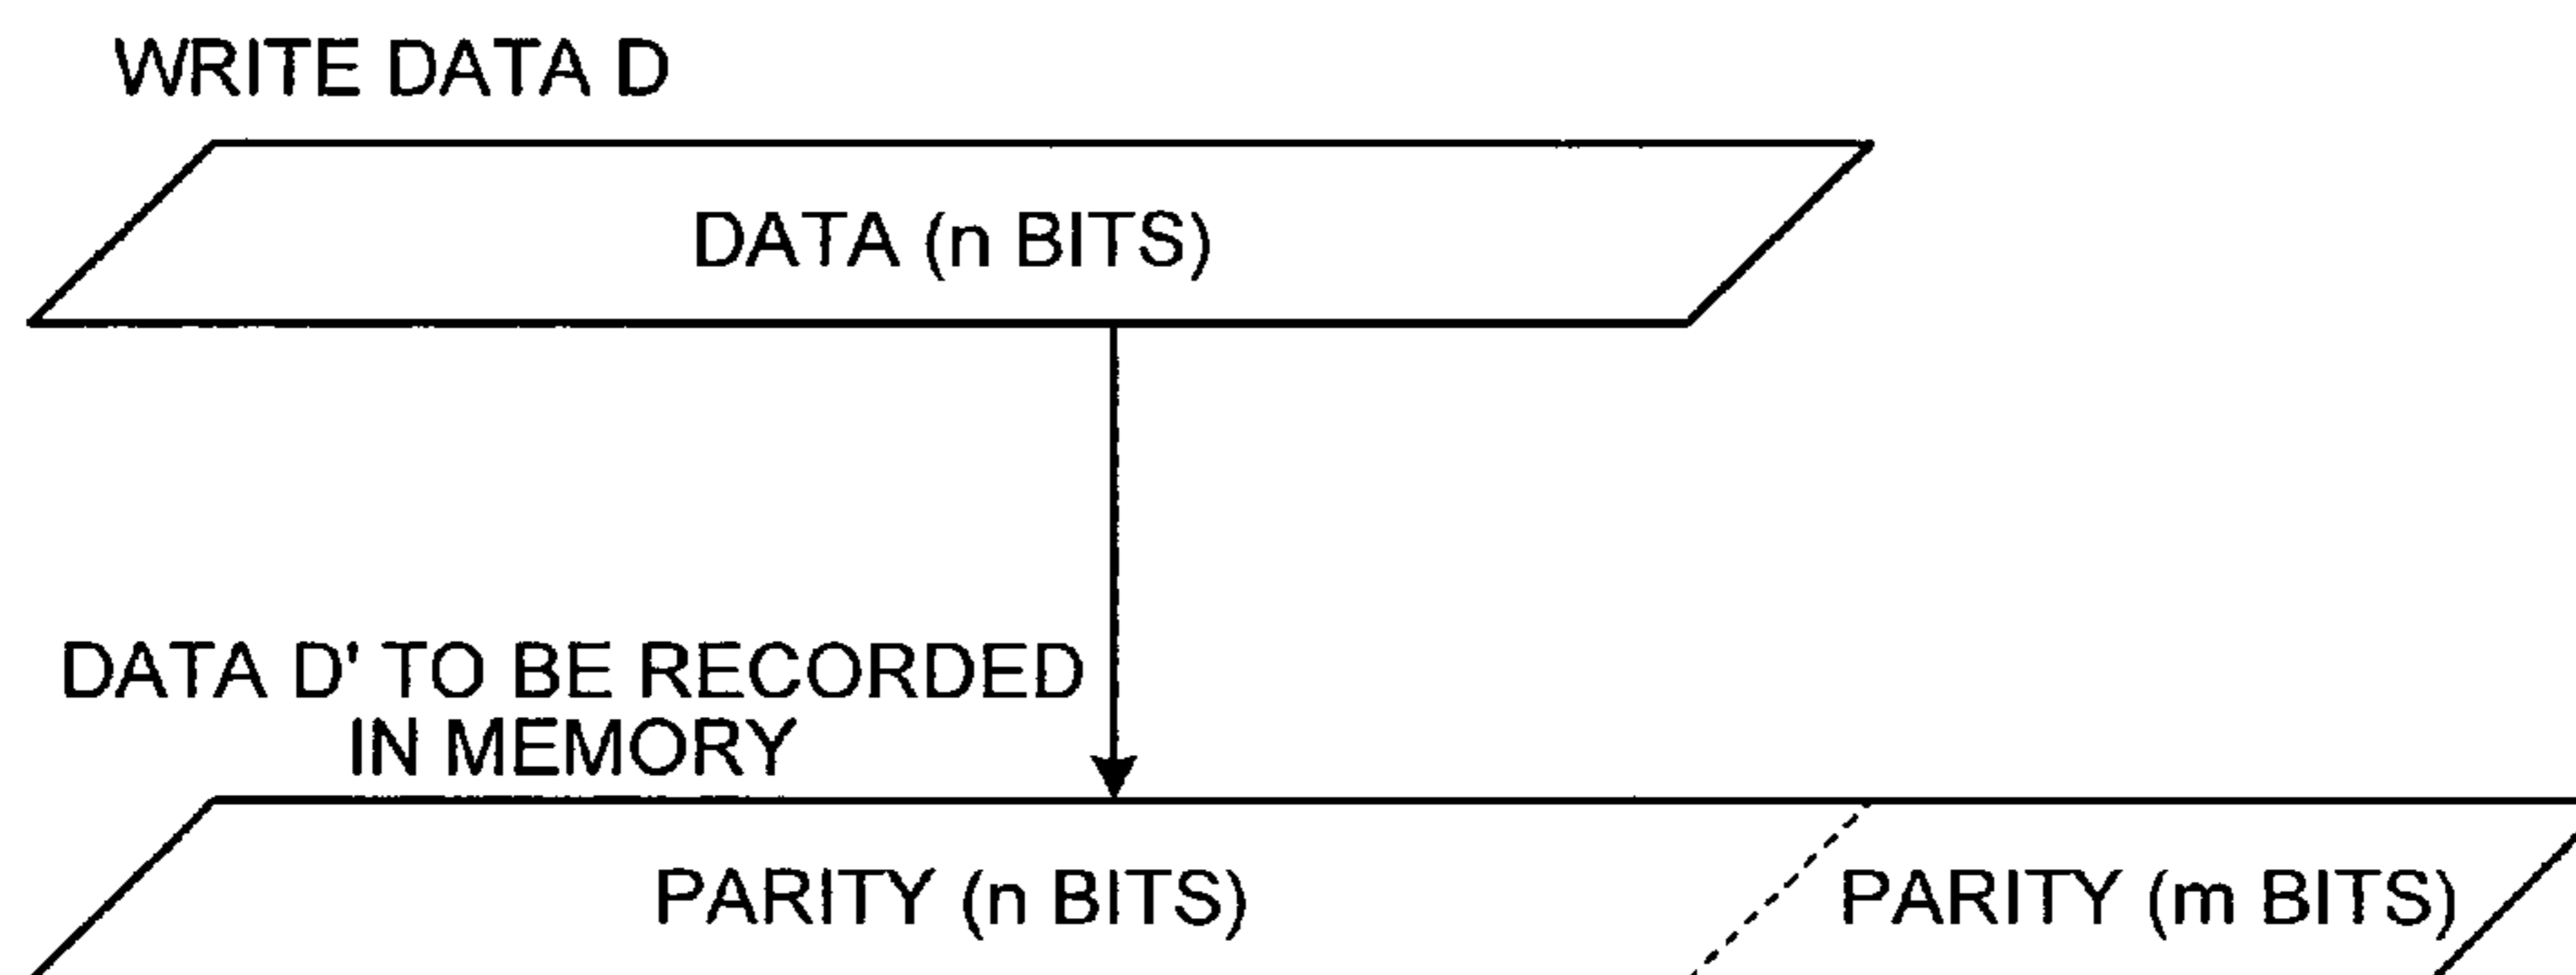 WRITE DATA D
DATA (n BITS)
DATA D' TO BE RECORDED
IN MEMORY
PARITY (n BITS)
PARITY (m BITS)